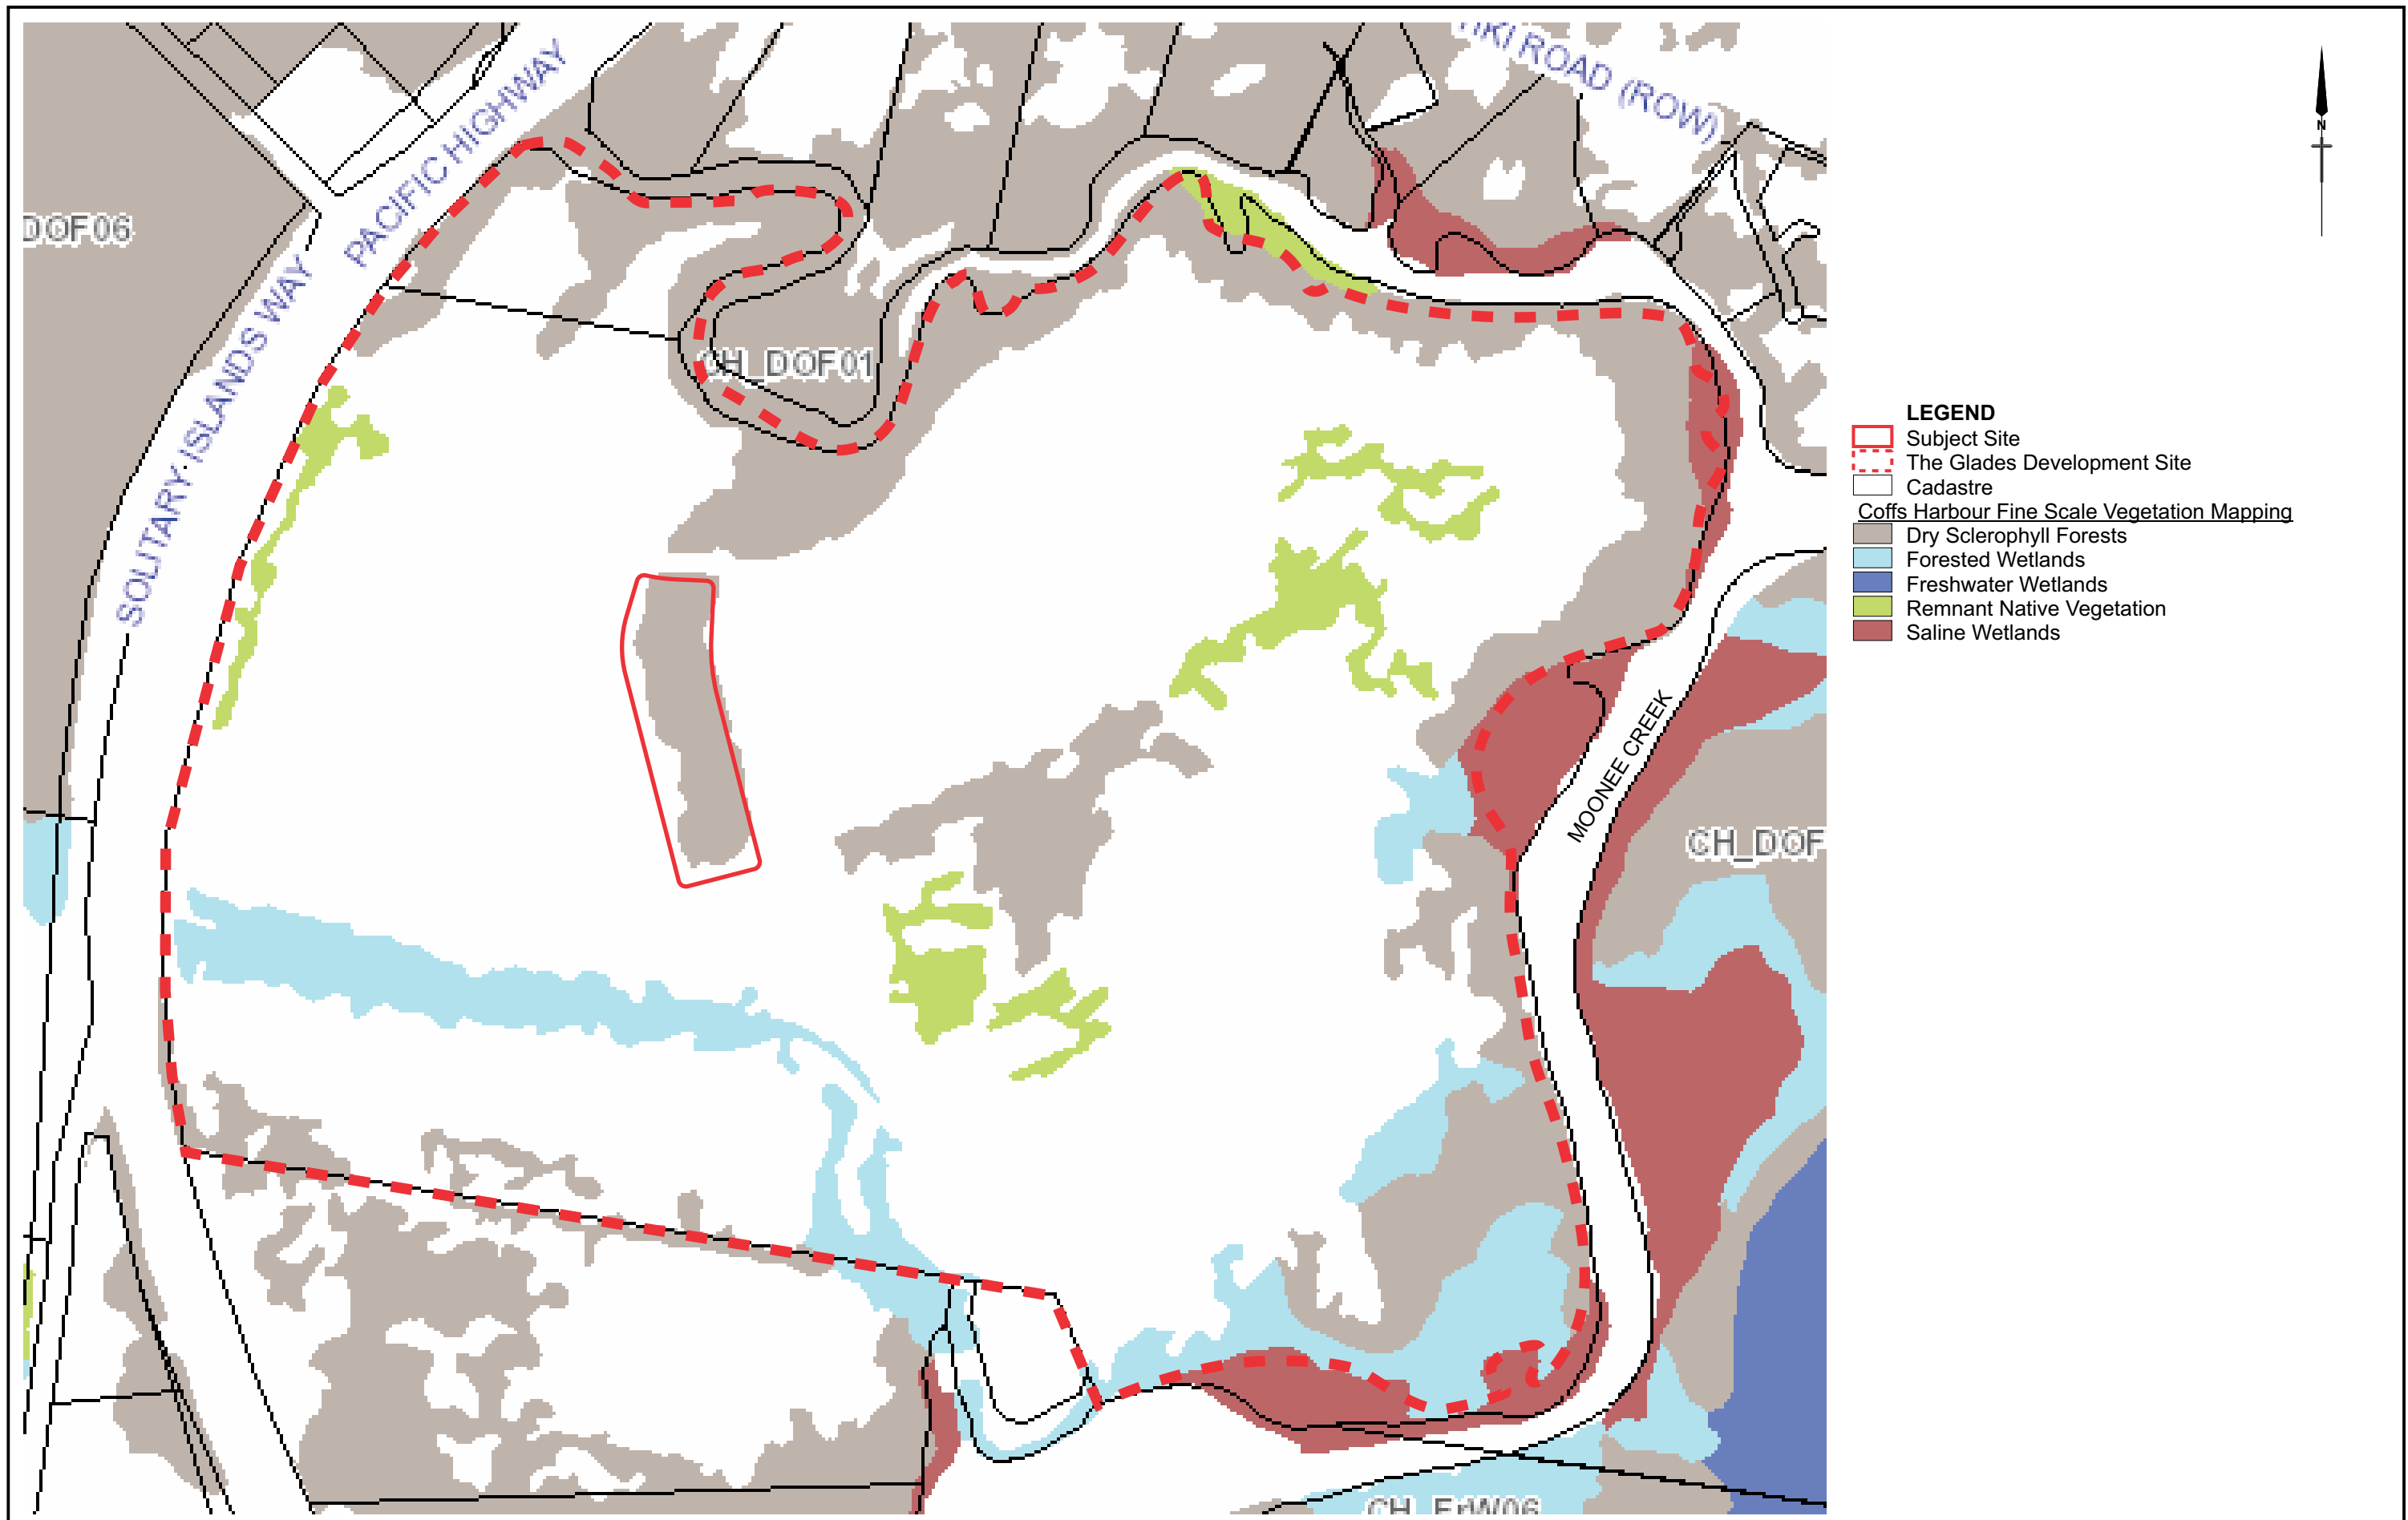 TIKI ROAD (ROW)
PACIFIC HIGHWAY
N
DOF06
SOLITARY ISLANDS WAY
CH_DOF01
LEGEND
Subject Site
The Glades Development Site
Cadastre
Coffs Harbour Fine Scale Vegetation Mapping
Dry Sclerophyll Forests
Forested Wetlands
Freshwater Wetlands
Remnant Native Vegetation
Saline Wetlands
MOONEE CREEK
CH_DOF
CH_FrW06